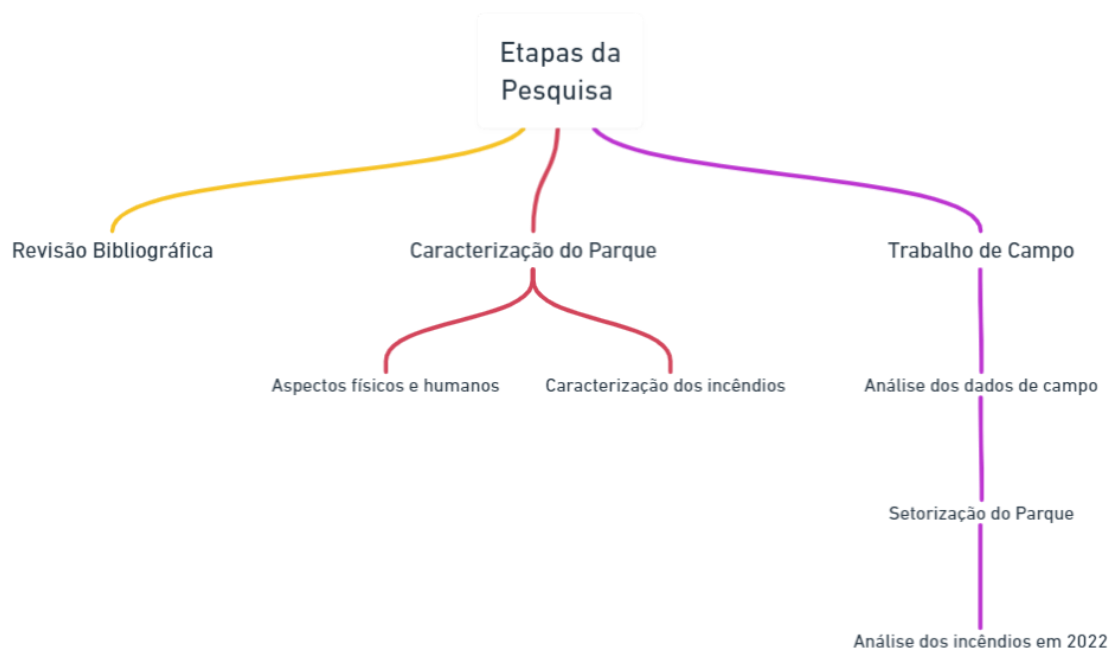 Etapas da
Pesquisa
Revisão Bibliográfica
Caracterização do Parque
Trabalho de Campo
Aspectos físicos e humanos
Caracterização dos incêndios
Análise dos dados de campo
Setorização do Parque
Análise dos incêndios em 2022